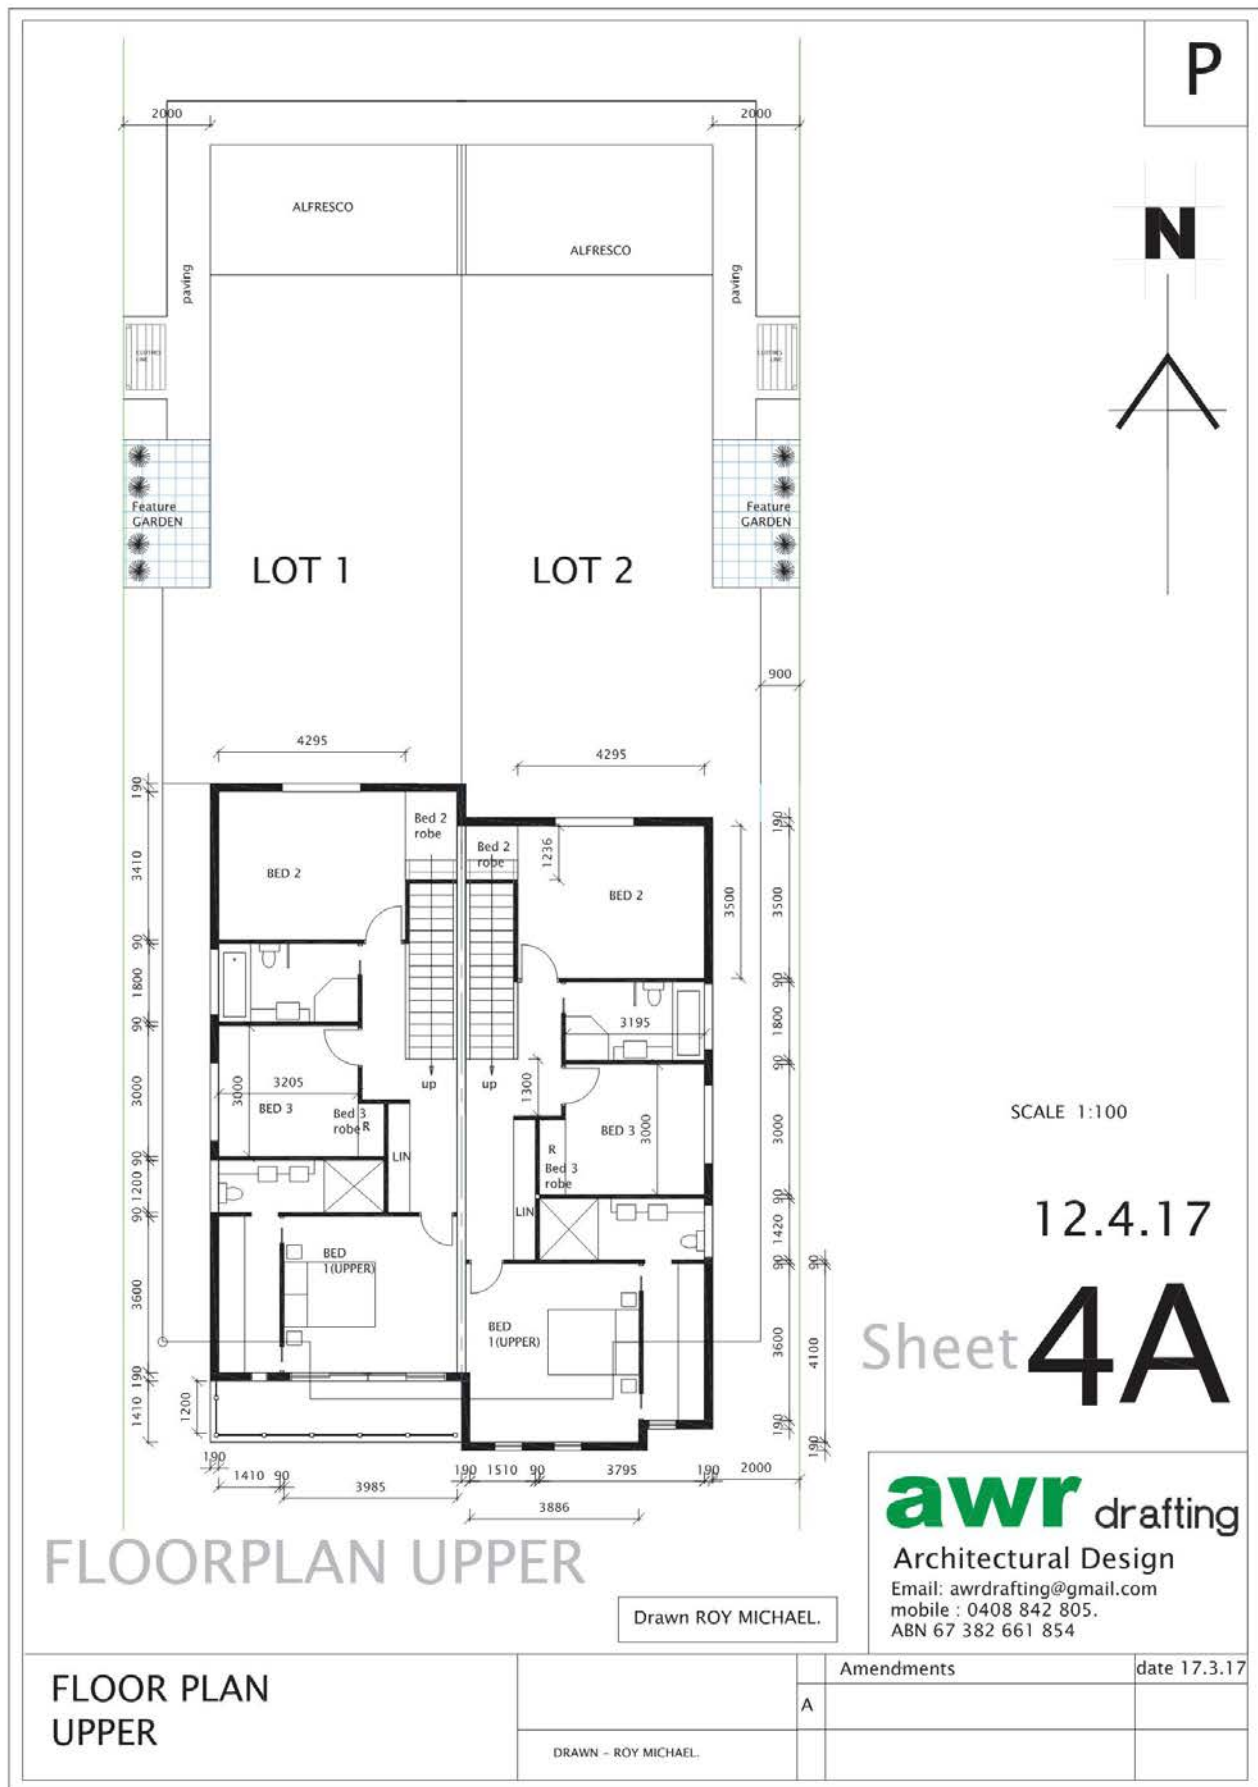 P
2000
2000
ALFRESCO
ALFRESCO
paving
paving
N
CLOTHES
LINE
CLOTHES
LINE
Feature
GARDEN
Feature
GARDEN
LOT 1
LOT 2
900
4295
4295
190
3410
90
1800
90
3000
90
1200
90
3600
190
1410
Bed 2
robe
Bed 2
robe
1236
BED 2
BED 2
3500
190
3500
90
1800
90
3000
90
1420
90
3600
190
90
4100
190
3195
up
up
1300
3000
3205
BED 3
Bed 3
robe R
BED 3
3000
R
Bed 3
robe
LIN
LIN
BED
1(UPPER)
BED
1(UPPER)
1200
190
1410
90
3985
190
1510
90
3795
190
2000
3886
SCALE 1:100
12.4.17
Sheet 4A
FLOORPLAN UPPER
Drawn ROY MICHAEL.
awr drafting
Architectural Design
Email: awrdrafting@gmail.com
mobile : 0408 842 805.
ABN 67 382 661 854
FLOOR PLAN
UPPER
Amendments
date 17.3.17
A
DRAWN - ROY MICHAEL.